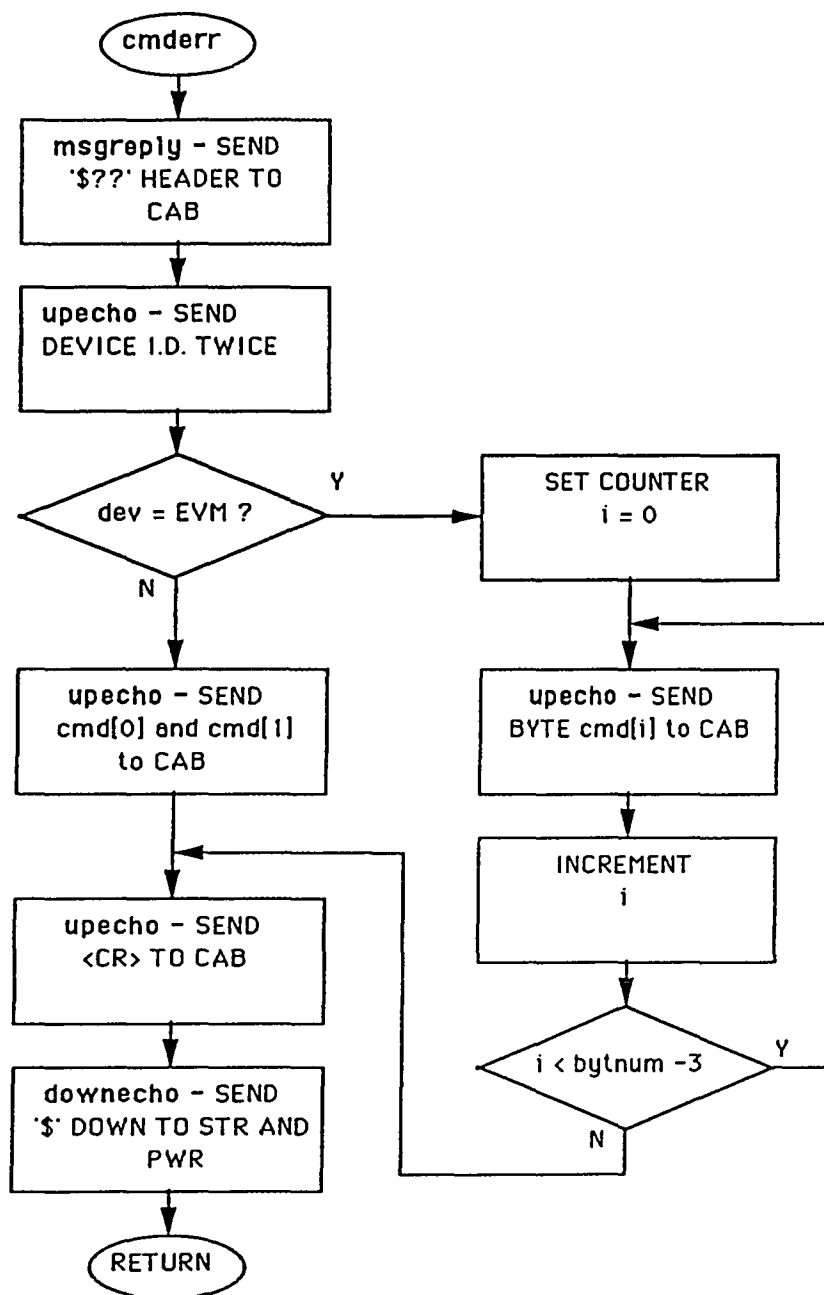 cmderr
msgreply - SEND
'$??' HEADER TO
CAB
upecho - SEND
DEVICE I.D. TWICE
dev = EVM ?
Y
N
SET COUNTER
i = 0
upecho - SEND
cmd[0] and cmd[1]
to CAB
upecho - SEND
BYTE cmd[i] to CAB
INCREMENT
i
upecho - SEND
<CR> TO CAB
i < bytnum -3
Y
N
downecho - SEND
'$' DOWN TO STR AND
PWR
RETURN